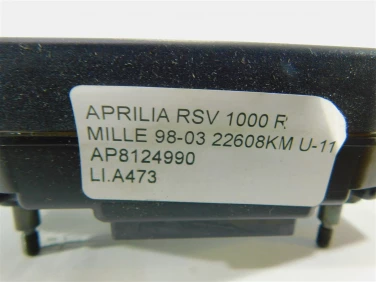 APRILIA RSV 1000 R
MILLE 98-03 22608KM U-11
AP8124990
LI.A473